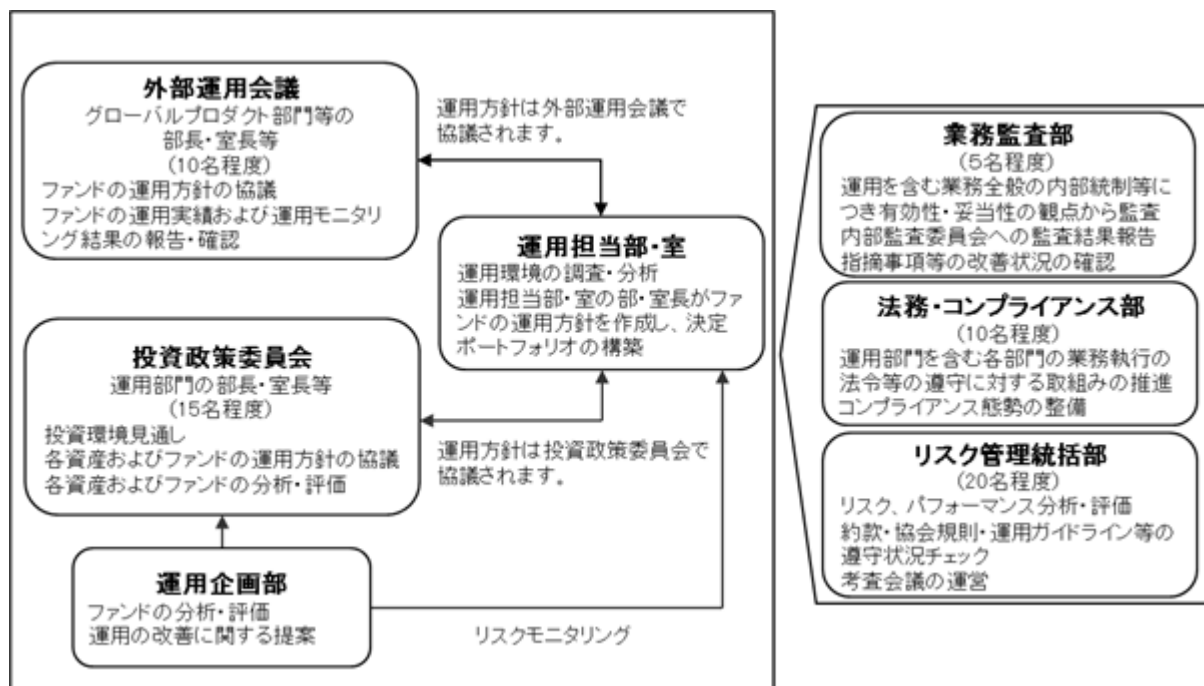 外部運用会議
グローバルプロダクト部門等の
部長・室長等
(10名程度)
ファンドの運用方針の協議
ファンドの運用実績および運用モニタリ
ング結果の報告・確認
運用方針は外部運用会議で
協議されます。
運用担当部・室
運用環境の調査・分析
運用担当部・室の部・室長がファ
ンドの運用方針を作成し、決定
ポートフォリオの構築
投資政策委員会
運用部門の部長・室長等
(15名程度)
投資環境見通し
各資産およびファンドの運用方針の協議
各資産およびファンドの分析・評価
運用方針は投資政策委員会で
協議されます。
運用企画部
ファンドの分析・評価
運用の改善に関する提案
リスクモニタリング
業務監査部
(5名程度)
運用を含む業務全般の内部統制等に
つき有効性・妥当性の観点から監査
内部監査委員会への監査結果報告
指摘事項等の改善状況の確認
法務・コンプライアンス部
(10名程度)
運用部門を含む各部門の業務執行の
法令等の遵守に対する取組みの推進
コンプライアンス態勢の整備
リスク管理統括部
(20名程度)
リスク、パフォーマンス分析・評価
約款・協会規則・運用ガイドライン等の
遵守状況チェック
考査会議の運営